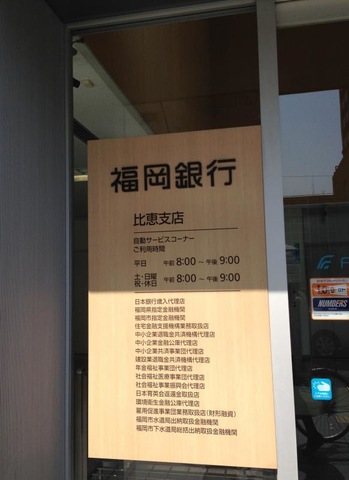 福岡銀行
比恵支店
自動サービスコーナー
ご利用時間
平日 午前8:00～午後9:00
土・日曜
祝・休日 午前8:00～午後9:00
日本銀行歳入代理店
福岡県指定金融機関
福岡市指定金融機関
住宅金融支援機構業務取扱店
中小企業退職金共済機構代理店
中小企業金融公庫代理店
中小企業共済事業団代理店
建設業退職金共済機構代理店
年金福祉事業団代理店
社会福祉医療事業団代理店
社会福祉事業振興会代理店
日本育英会返還金取扱店
環境衛生金融公庫代理店
雇用促進事業団業務取扱店(財形融資)
福岡市水道局出納取扱金融機関
福岡市下水道局総括出納取扱金融機関
NUMBERS